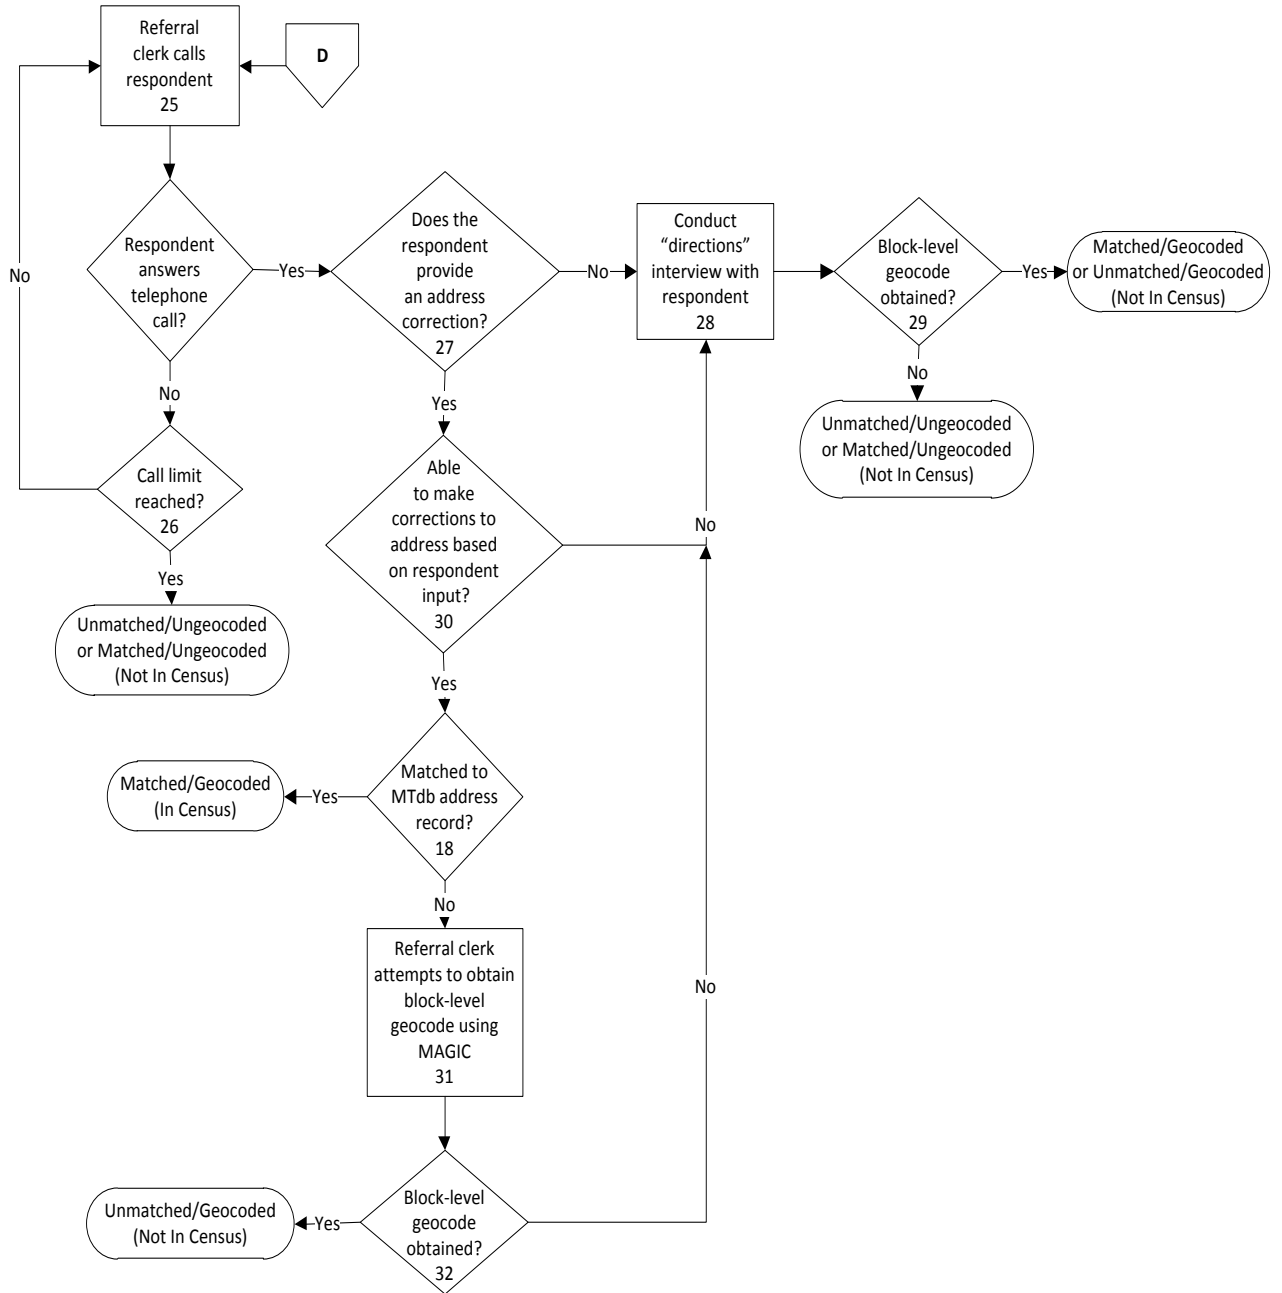 Referral
clerk calls
respondent
25
D
No
Respondent
answers
telephone
call?
Yes
Does the
respondent
provide
an address
correction?
27
No
Conduct
“directions”
interview with
respondent
28
Block-level
geocode
obtained?
29
Yes
Matched/Geocoded
or Unmatched/Geocoded
(Not In Census)
No
Unmatched/Ungeocoded
or Matched/Ungeocoded
(Not In Census)
No
Call limit
reached?
26
Yes
Unmatched/Ungeocoded
or Matched/Ungeocoded
(Not In Census)
Yes
Able
to make
corrections to
address based
on respondent
input?
30
No
Yes
Matched to
MTdb address
record?
18
Yes
Matched/Geocoded
(In Census)
No
Referral clerk
attempts to obtain
block-level
geocode using
MAGIC
31
No
Block-level
geocode
obtained?
32
Yes
Unmatched/Geocoded
(Not In Census)